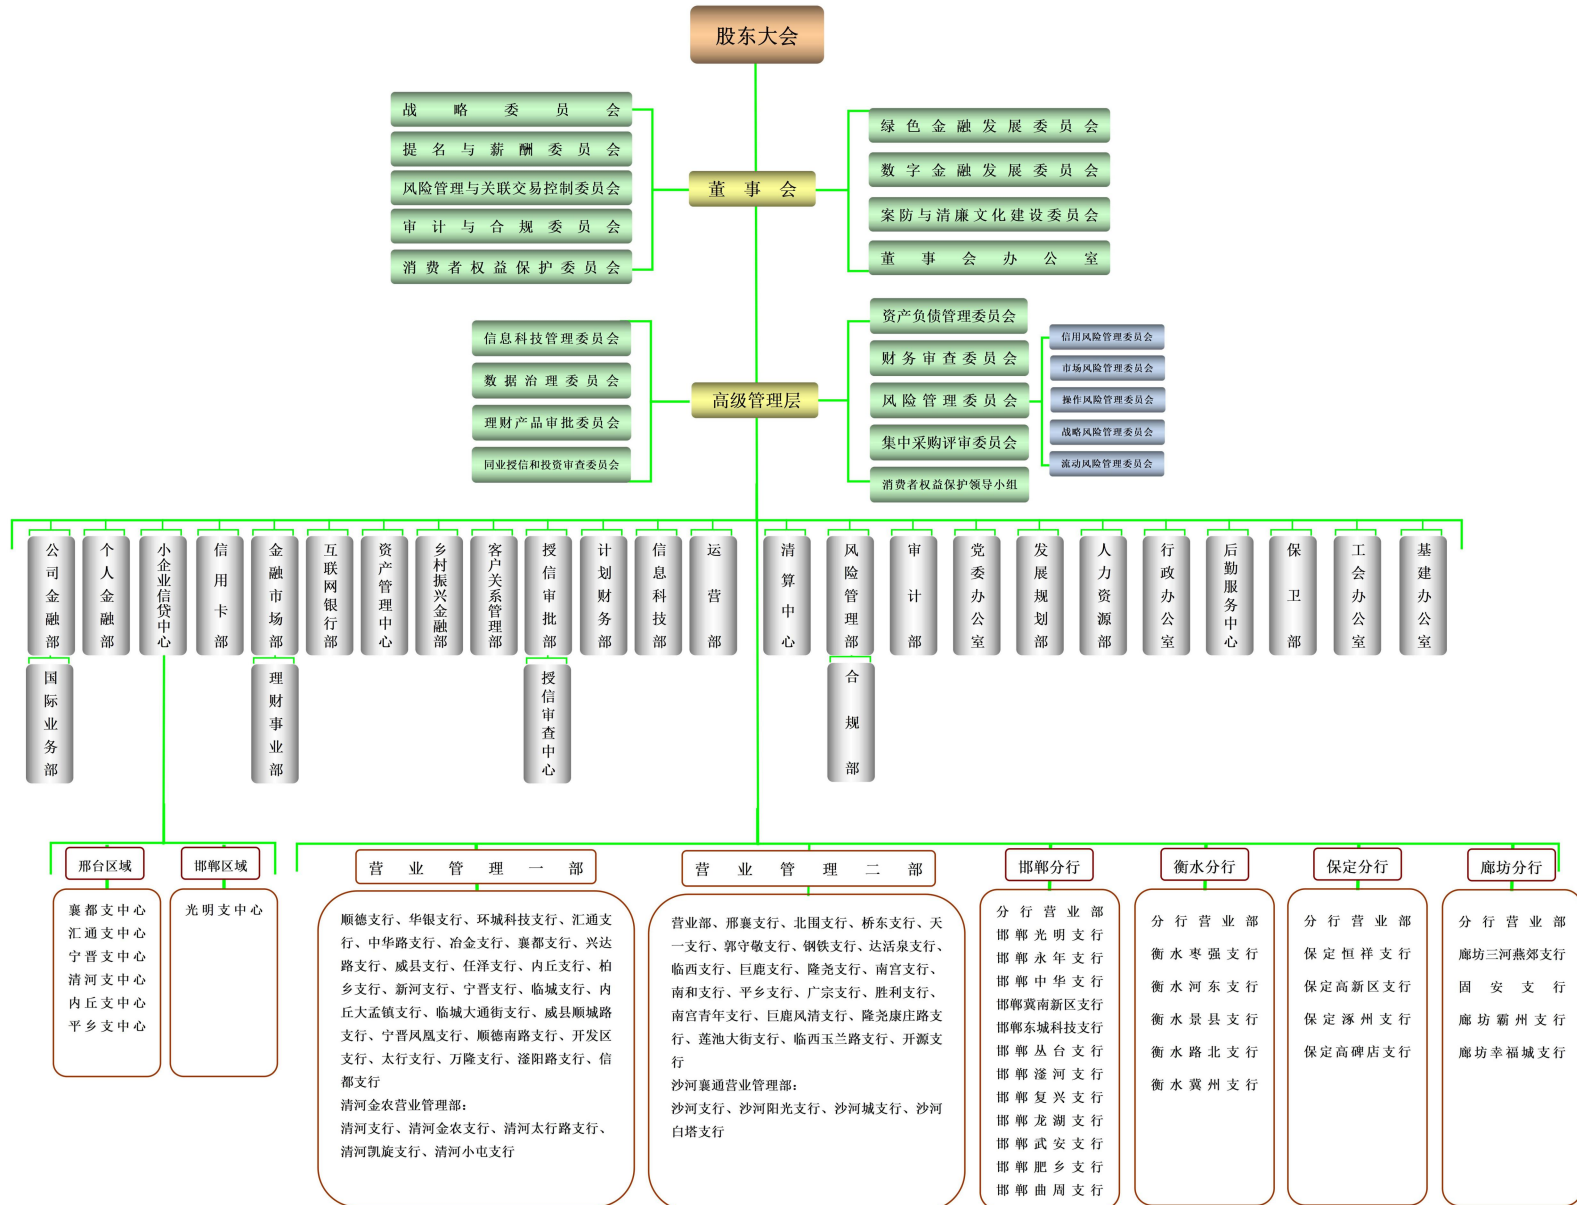 股东大会
战略委员会
提名与薪酬委员会
风险管理与关联交易控制委员会
审计与合规委员会
消费者权益保护委员会
董事会
绿色金融发展委员会
数字金融发展委员会
案防与清廉文化建设委员会
董事会办公室
信息科技管理委员会
数据治理委员会
理财产品审批委员会
同业授信和投资审查委员会
高级管理层
资产负债管理委员会
财务审查委员会
风险管理委员会
集中采购评审委员会
消费者权益保护领导小组
信用风险管理委员会
市场风险管理委员会
操作风险管理委员会
战略风险管理委员会
流动风险管理委员会
公司金融部
个人金融部
小企业信贷中心
信用卡部
金融市场部
互联网银行部
资产管理中心
乡村振兴金融部
客户关系管理部
授信审批部
计划财务部
信息科技部
运营部
清算中心
风险管理部
审计部
党委办公室
发展规划部
人力资源部
行政办公室
后勤服务中心
保卫部
工会办公室
基建办公室
国际业务部
理财事业部
授信审查中心
合规部
邢台区域
襄都支中心
汇通支中心
宁晋支中心
清河支中心
内丘支中心
平乡支中心
邯郸区域
光明支中心
营业管理一部
顺德支行、华银支行、环城科技支行、汇通支
行、中华路支行、冶金支行、襄都支行、兴达
路支行、威县支行、任泽支行、内丘支行、柏
乡支行、新河支行、宁晋支行、临城支行、内
丘大孟镇支行、临城大通街支行、威县顺城路
支行、宁晋凤凰支行、顺德南路支行、开发区
支行、太行支行、万隆支行、滏阳路支行、信
都支行
清河金农营业管理部：
清河支行、清河金农支行、清河太行路支行、
清河凯旋支行、清河小屯支行
营业管理二部
营业部、邢襄支行、北围支行、桥东支行、天
一支行、郭守敬支行、钢铁支行、达活泉支行、
临西支行、巨鹿支行、隆尧支行、南宫支行、
南和支行、平乡支行、广宗支行、胜利支行、
南宫青年支行、巨鹿风清支行、隆尧康庄路支
行、莲池大街支行、临西玉兰路支行、开源支
行
沙河襄通营业管理部：
沙河支行、沙河阳光支行、沙河城支行、沙河
白塔支行
邯郸分行
分行营业部
邯郸光明支行
邯郸永年支行
邯郸中华支行
邯郸冀南新区支行
邯郸东城科技支行
邯郸丛台支行
邯郸滏河支行
邯郸复兴支行
邯郸龙湖支行
邯郸武安支行
邯郸肥乡支行
邯郸曲周支行
衡水分行
分行营业部
衡水枣强支行
衡水河东支行
衡水景县支行
衡水路北支行
衡水冀州支行
保定分行
分行营业部
保定恒祥支行
保定高新区支行
保定涿州支行
保定高碑店支行
廊坊分行
分行营业部
廊坊三河燕郊支行
固安支行
廊坊霸州支行
廊坊幸福城支行